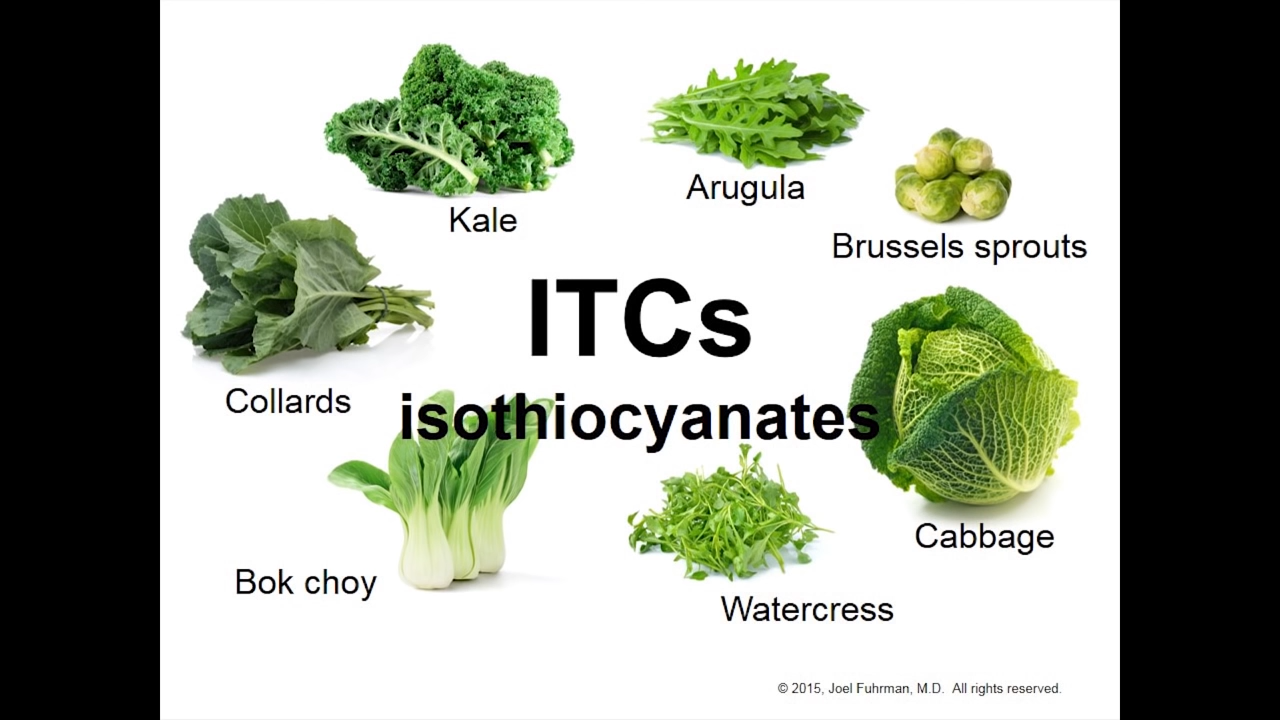 Kale
Arugula
Brussels sprouts
ITCs
isothiocyanates
Collards
Cabbage
Bok choy
Watercress
© 2015, Joel Fuhrman, M.D.  All rights reserved.